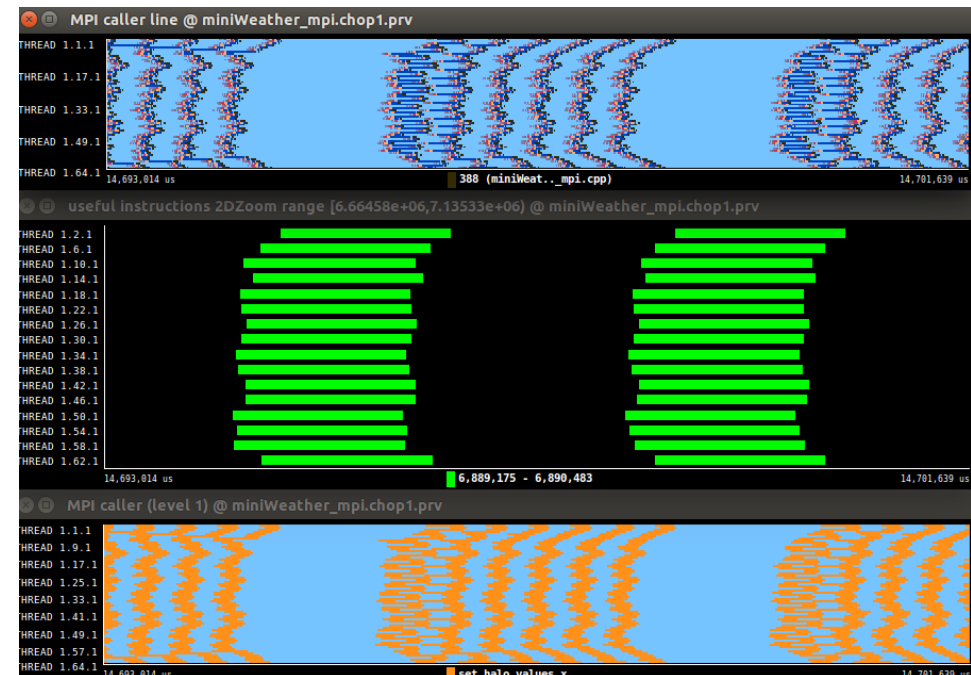 MPI caller line @ miniWeather_mpi.chop1.prv
THREAD 1.1.1
THREAD 1.17.1
THREAD 1.33.1
THREAD 1.49.1
THREAD 1.64.1
14,693,014 us
388 (miniWeat.._mpi.cpp)
14,701,639 us
useful instructions 2DZoom range [6.66458e+06,7.13533e+06) @ miniWeather_mpi.chop1.prv
THREAD 1.2.1
THREAD 1.6.1
THREAD 1.10.1
THREAD 1.14.1
THREAD 1.18.1
THREAD 1.22.1
THREAD 1.26.1
THREAD 1.30.1
THREAD 1.34.1
THREAD 1.38.1
THREAD 1.42.1
THREAD 1.46.1
THREAD 1.50.1
THREAD 1.54.1
THREAD 1.58.1
THREAD 1.62.1
14,693,014 us
6,889,175 - 6,890,483
14,701,639 us
MPI caller (level 1) @ miniWeather_mpi.chop1.prv
THREAD 1.1.1
THREAD 1.9.1
THREAD 1.17.1
THREAD 1.25.1
THREAD 1.33.1
THREAD 1.41.1
THREAD 1.49.1
THREAD 1.57.1
THREAD 1.64.1
14,693,014 us
set_halo_values_x
14,701,639 us